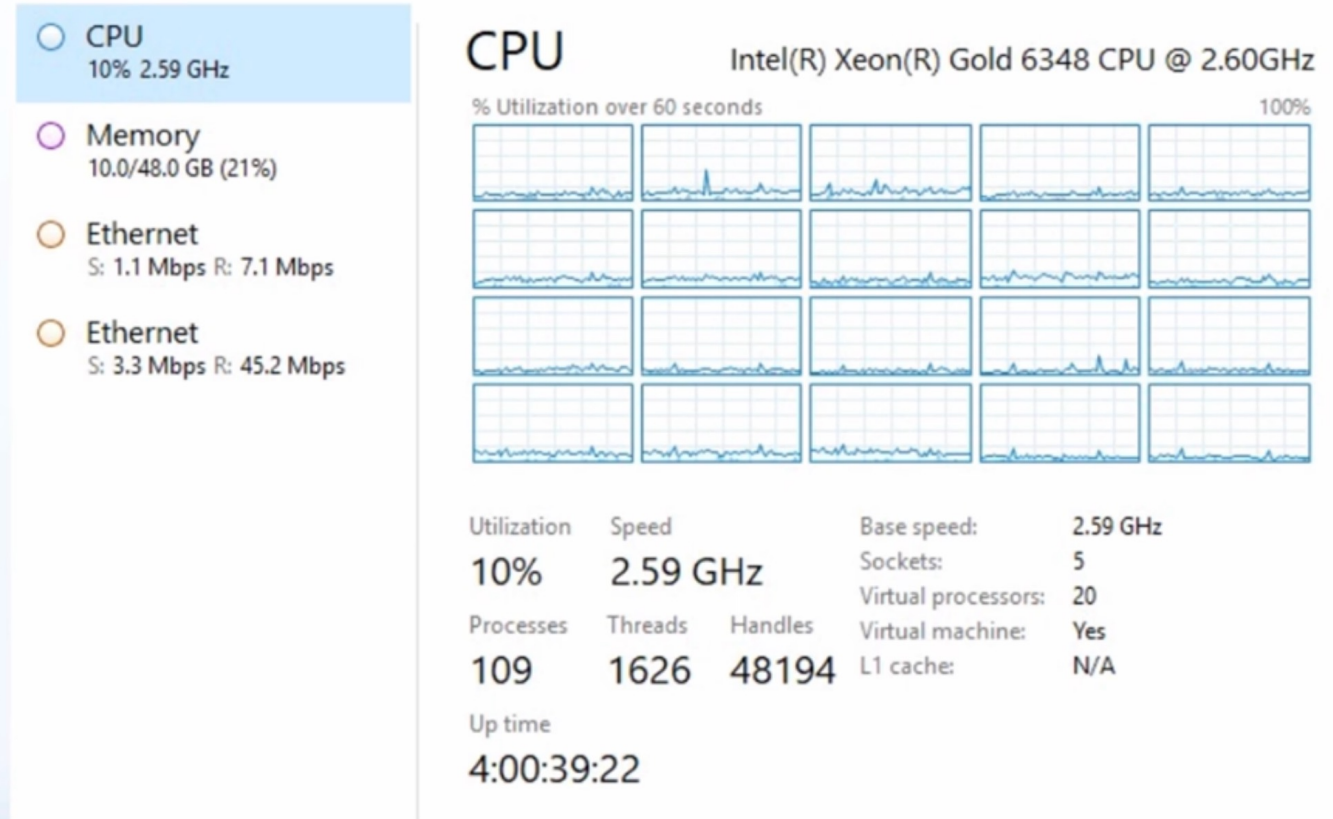 CPU
10% 2.59 GHz
Memory
10.0/48.0 GB (21%)
Ethernet
S: 1.1 Mbps R: 7.1 Mbps
Ethernet
S: 3.3 Mbps R: 45.2 Mbps
CPU
Intel(R) Xeon(R) Gold 6348 CPU @ 2.60GHz
% Utilization over 60 seconds
100%
Utilization Speed
10% 2.59 GHz
Processes Threads Handles
109 1626 48194
Up time
4:00:39:22
Base speed: 2.59 GHz
Sockets: 5
Virtual processors: 20
Virtual machine: Yes
L1 cache: N/A